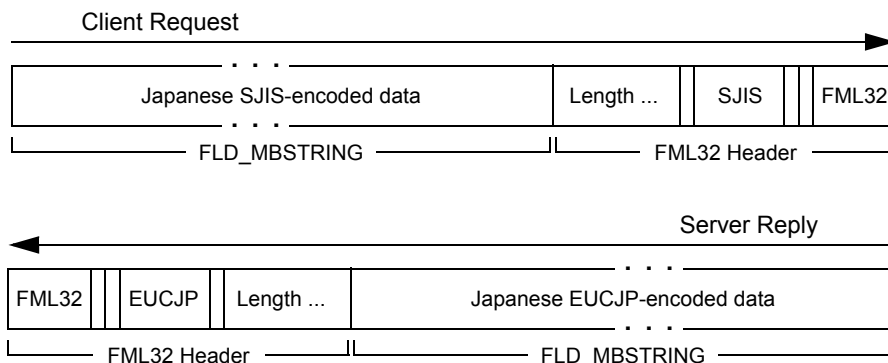 Client Request
Japanese SJIS-encoded data Length ... SJIS FML32
FLD_MBSTRING FML32 Header
Server Reply
FML32 EUCJP Length ... Japanese EUCJP-encoded data
FML32 Header FLD_MBSTRING